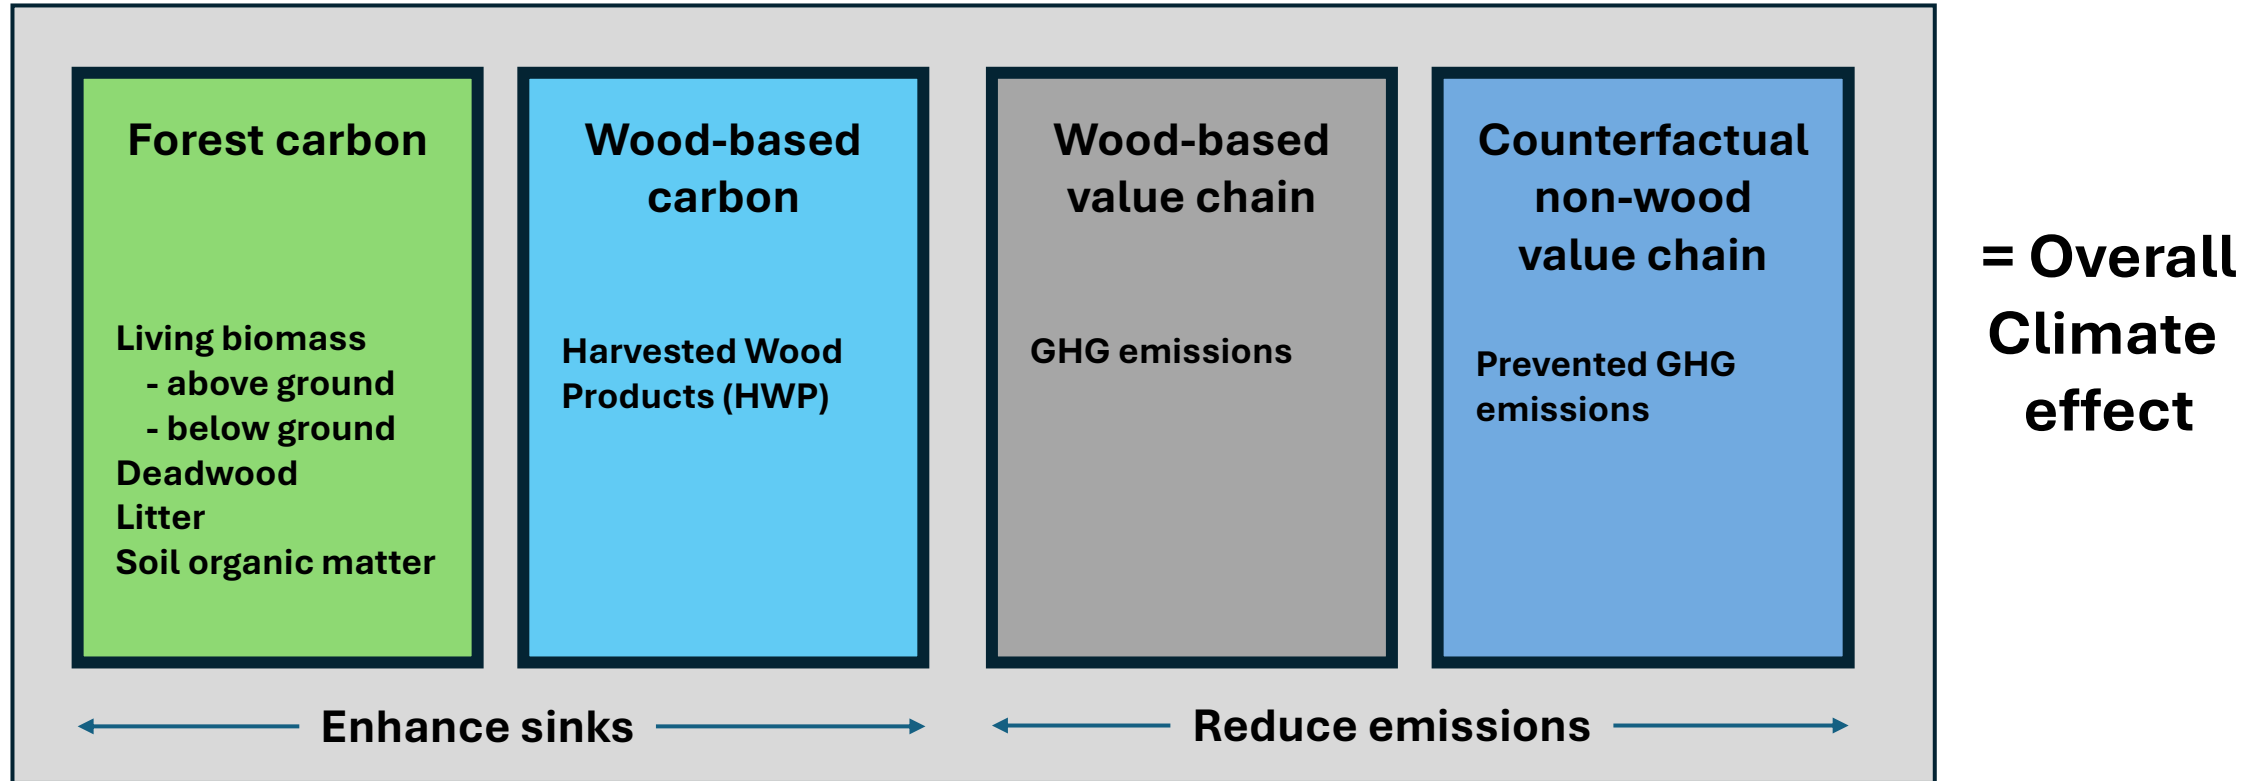 Forest carbon
Living biomass
- above ground
- below ground
Deadwood
Litter
Soil organic matter
Wood-based
carbon
Harvested Wood
Products (HWP)
Wood-based
value chain
GHG emissions
Counterfactual
non-wood
value chain
Prevented GHG
emissions
= Overall
Climate
effect
Enhance sinks
Reduce emissions